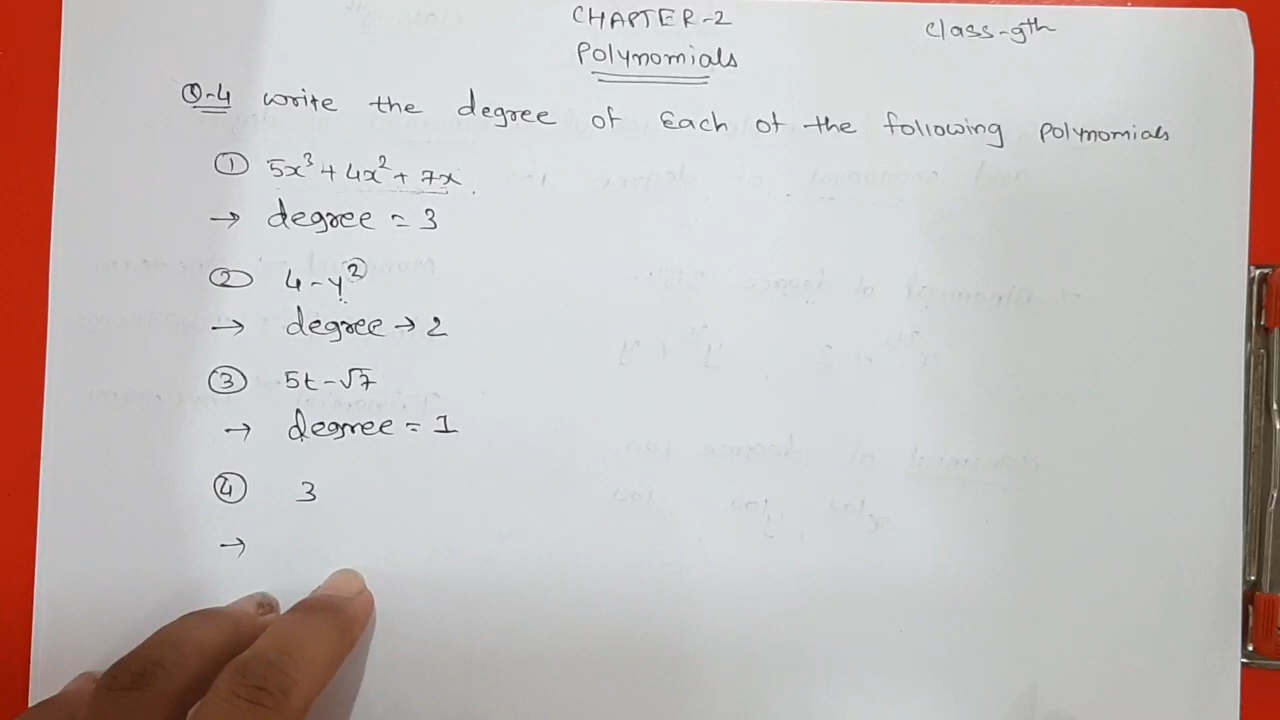 CHAPTER-2
Class-9th
Polynomials
Q-4 Write the degree of Each of the following Polynomials
① 5x³ + 4x² + 7x
→ degree = 3
② 4 - y²
→ degree → 2
③ 5t - √7
→ degree = 1
④ 3
→